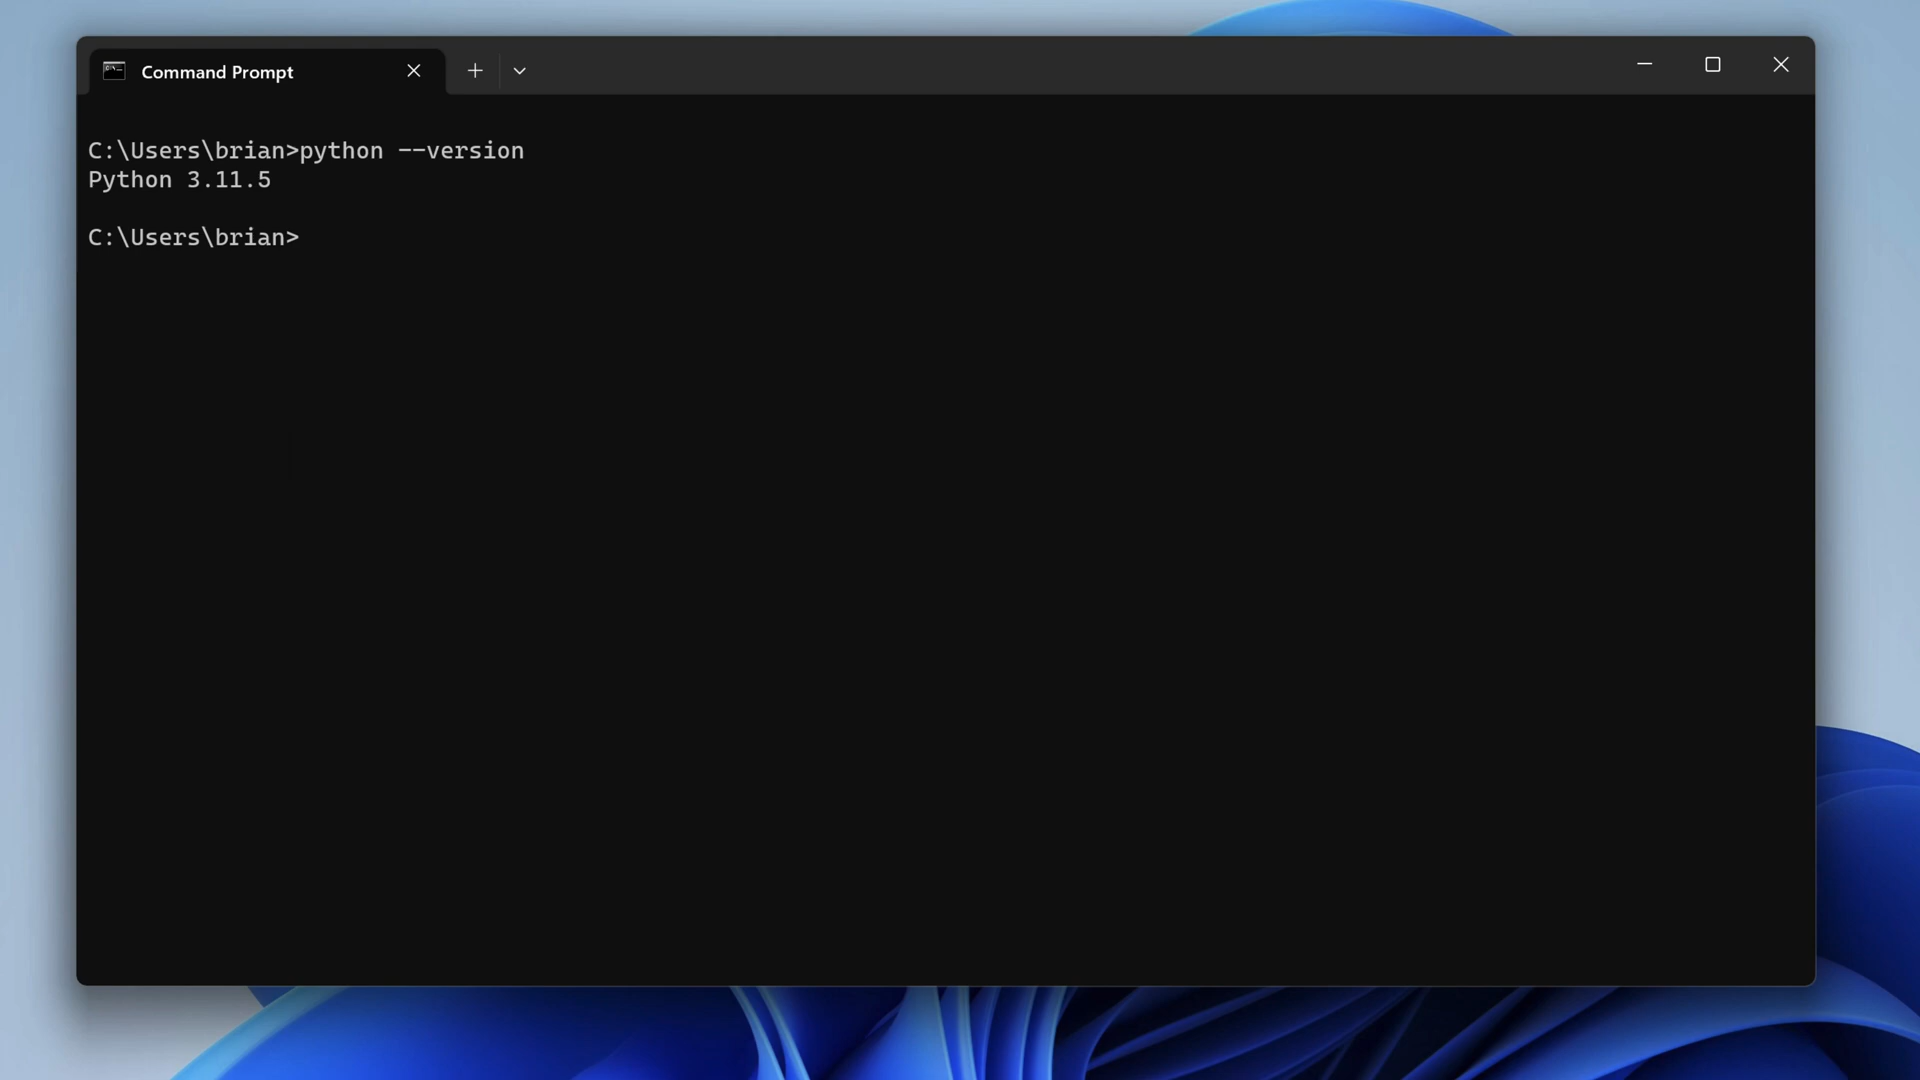 Command Prompt
C:\Users\brian>python --version
Python 3.11.5
C:\Users\brian>